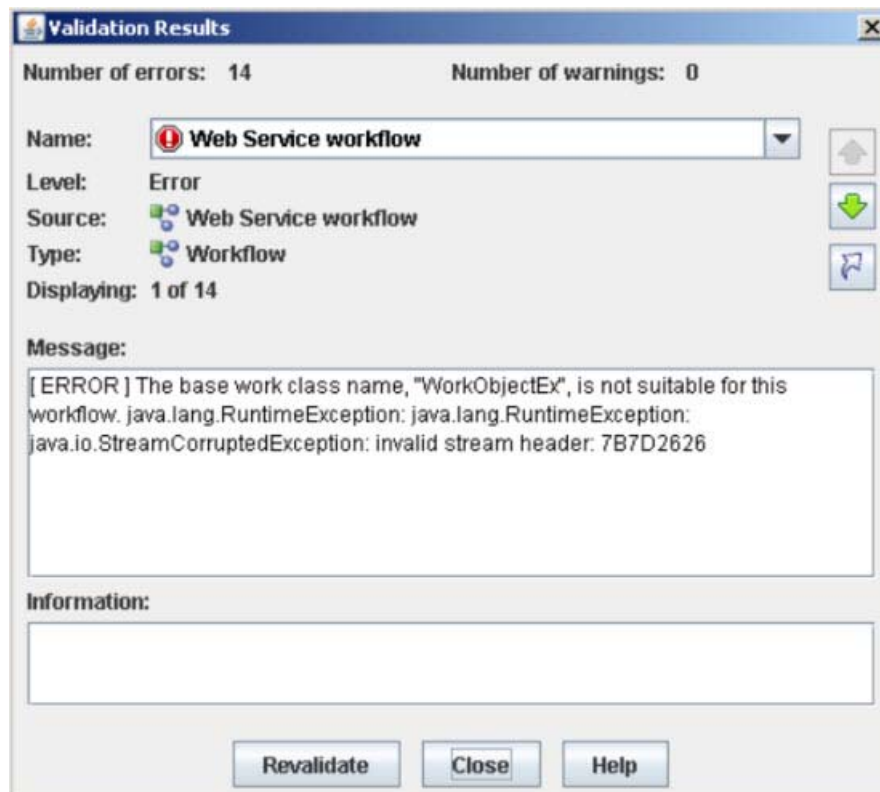 Validation Results
Number of errors: 14 Number of warnings: 0
Name: Web Service workflow
Level: Error
Source: Web Service workflow
Type: Workflow
Displaying: 1 of 14
Message:
[ ERROR ] The base work class name, "WorkObjectEx", is not suitable for this
workflow. java.lang.RuntimeException: java.lang.RuntimeException:
java.io.StreamCorruptedException: invalid stream header: 7B7D2626
Information:
Revalidate Close Help